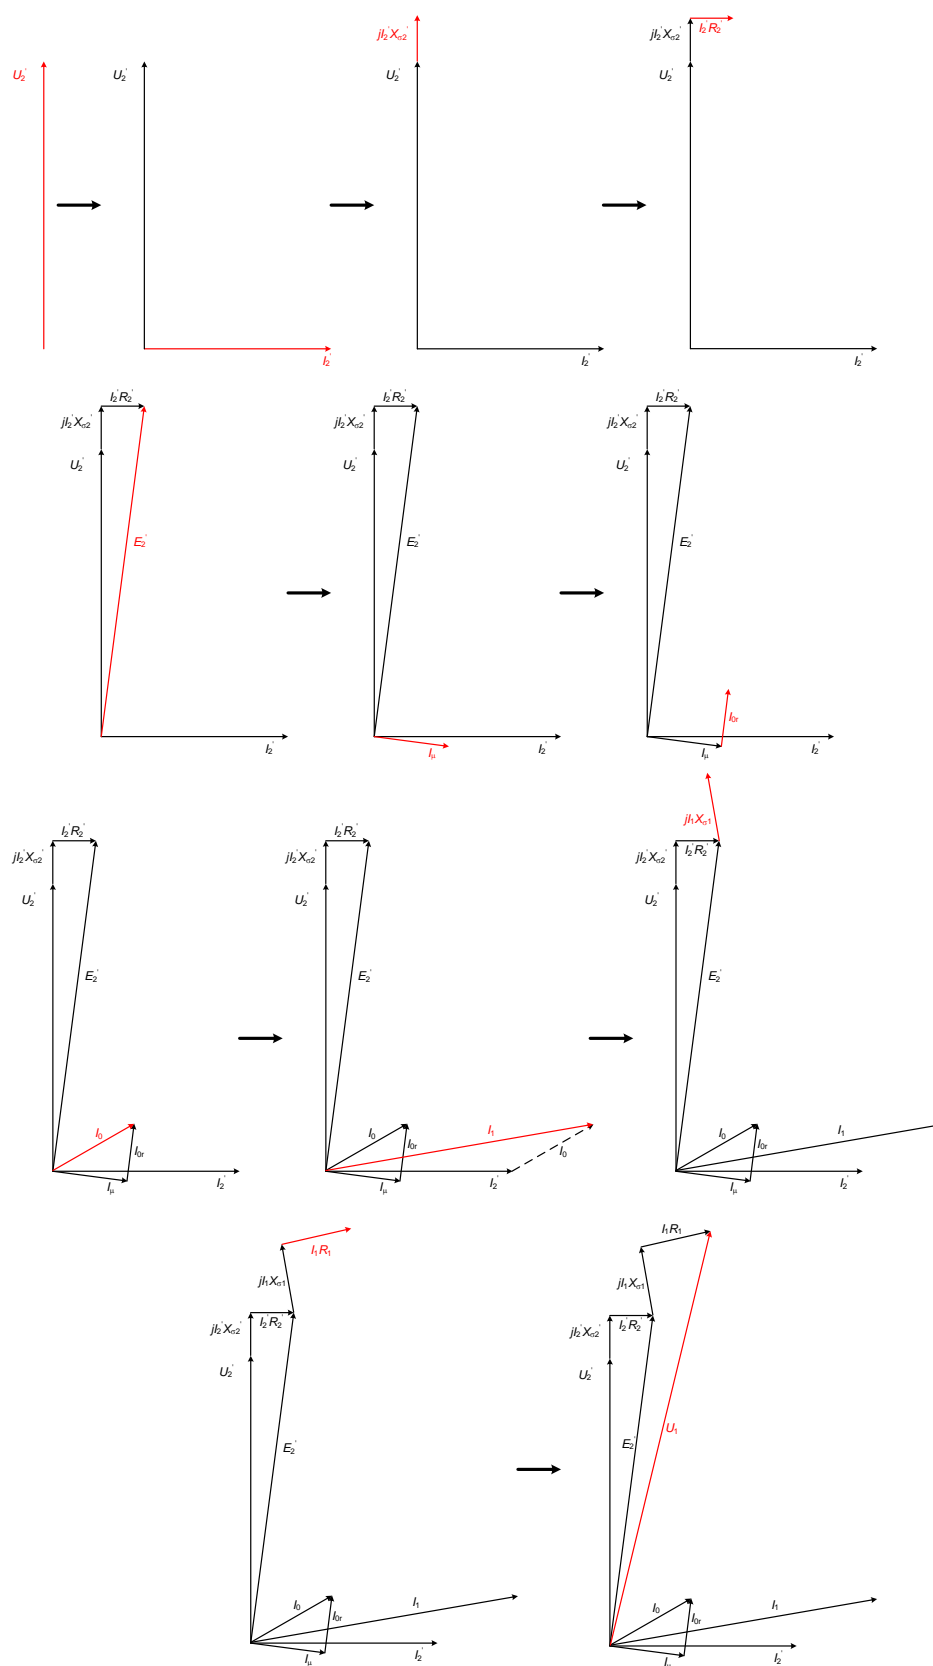 jI₂'Xσ₂' I₂'R₂'
jI₂'Xσ₂'
U₂' U₂' U₂' U₂'
I₂' I₂' I₂'
I₂'R₂' I₂'R₂' I₂'R₂'
jI₂'Xσ₂' jI₂'Xσ₂' jI₂'Xσ₂'
U₂' U₂' U₂'
E₂' E₂' E₂'
I₀ᵣ
I₂' Iμ I₂' Iμ I₂'
jI₁Xσ₁
I₂'R₂' I₂'R₂' I₂'R₂'
jI₂'Xσ₂' jI₂'Xσ₂' jI₂'Xσ₂'
U₂' U₂' U₂'
E₂' E₂' E₂'
I₀ I₀ I₁ I₀ I₁
I₀ᵣ I₀ᵣ I₀ I₀ᵣ
Iμ I₂' Iμ I₂' Iμ I₂'
I₁R₁ I₁R₁
jI₁Xσ₁ jI₁Xσ₁
jI₂'Xσ₂' I₂'R₂' jI₂'Xσ₂' I₂'R₂'
U₂' U₂'
E₂' E₂' U₁
I₀ I₁ I₀ I₁
I₀ᵣ I₀ᵣ
Iμ I₂' Iμ I₂'